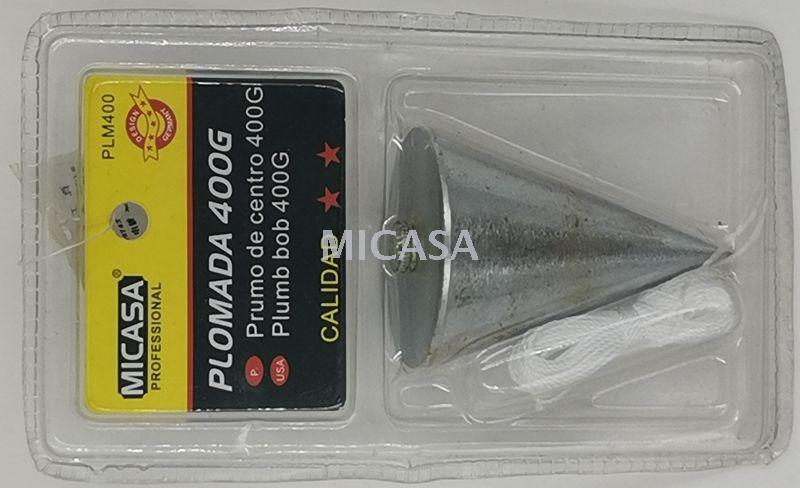 PLM400
DESIGN
GERMANY
MICASA®
PROFESSIONAL
PLOMADA 400G
P. Prumo de centro 400G
USA Plumb bob 400G
CALIDAD
MICASA